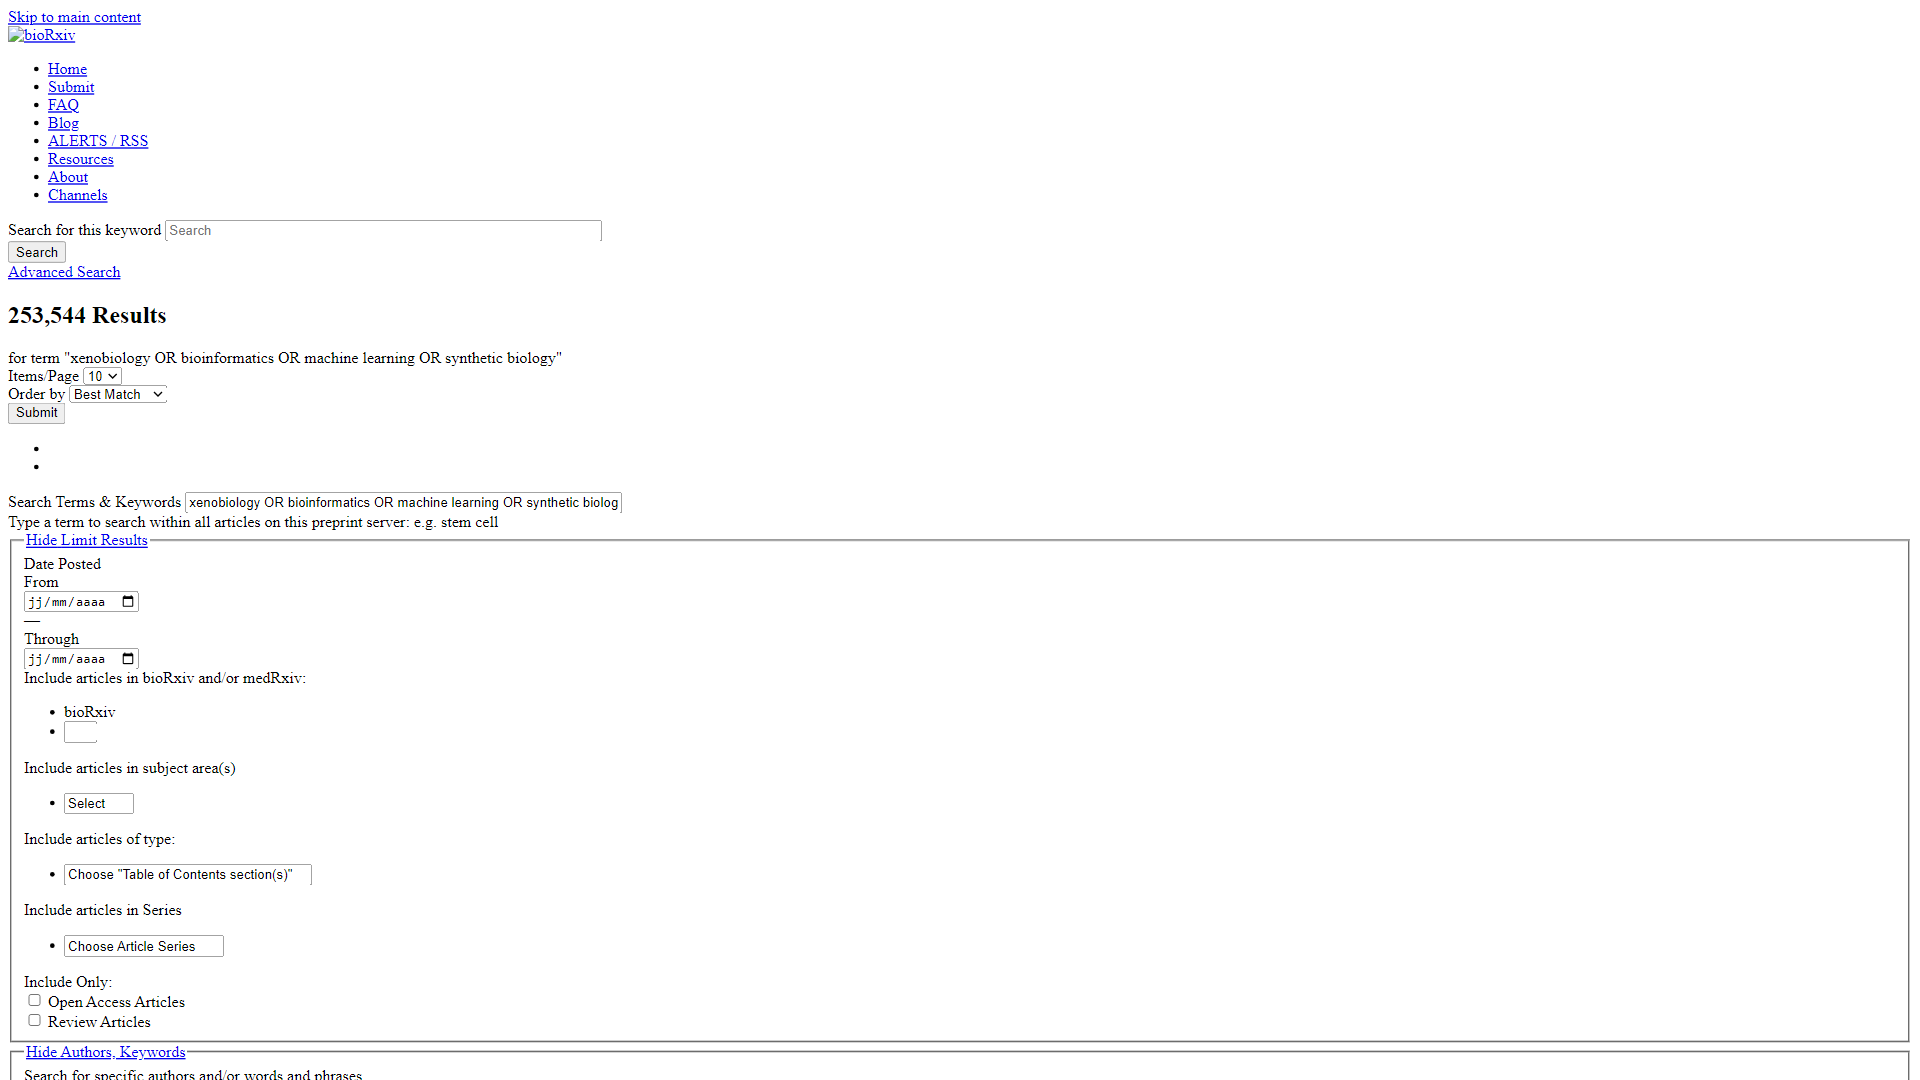 Skip to main content
bioRxiv
Home
Submit
FAQ
Blog
ALERTS / RSS
Resources
About
Channels
Search for this keyword Search
Search
Advanced Search
253,544 Results
for term "xenobiology OR bioinformatics OR machine learning OR synthetic biology"
Items/Page 10
Order by Best Match
Submit
Search Terms & Keywords xenobiology OR bioinformatics OR machine learning OR synthetic biolog
Type a term to search within all articles on this preprint server: e.g. stem cell
Hide Limit Results
Date Posted
From
jj/mm/aaaa
—
Through
jj/mm/aaaa
Include articles in bioRxiv and/or medRxiv:
bioRxiv
Include articles in subject area(s)
Select
Include articles of type:
Choose "Table of Contents section(s)"
Include articles in Series
Choose Article Series
Include Only:
Open Access Articles
Review Articles
Hide Authors, Keywords
Search for specific authors and/or words and phrases